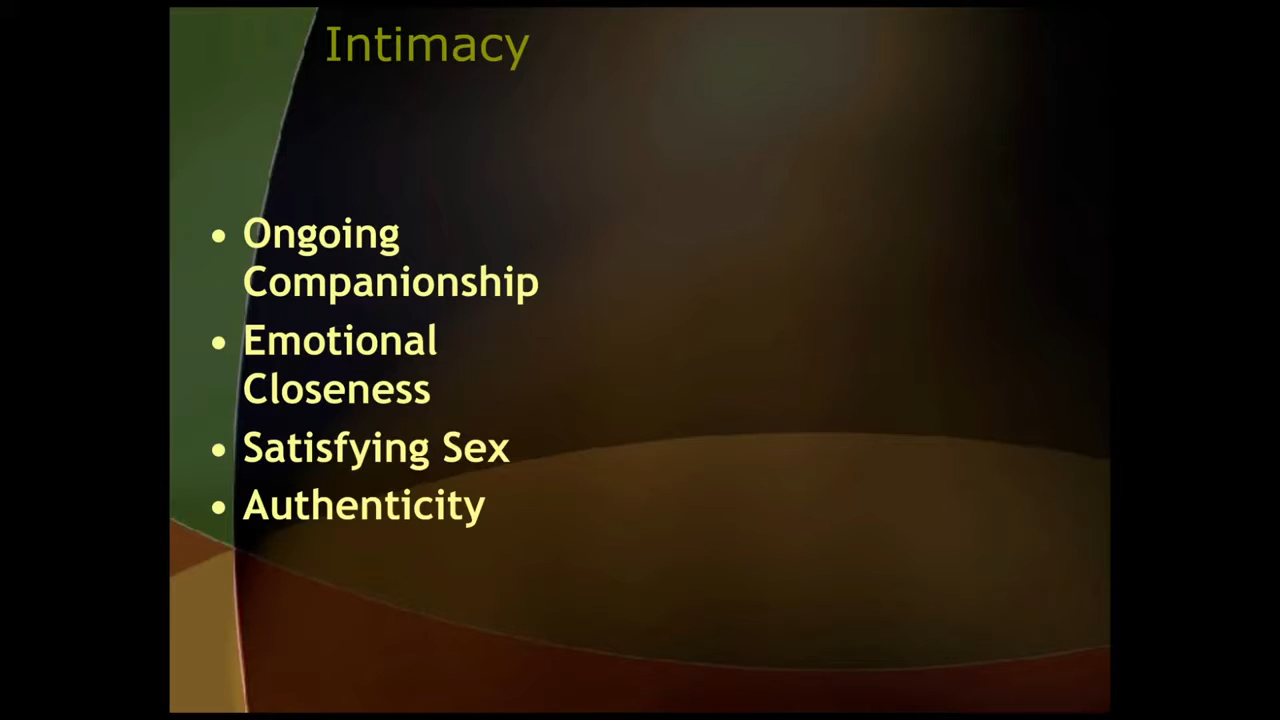 Intimacy
• Ongoing
Companionship
• Emotional
Closeness
• Satisfying Sex
• Authenticity